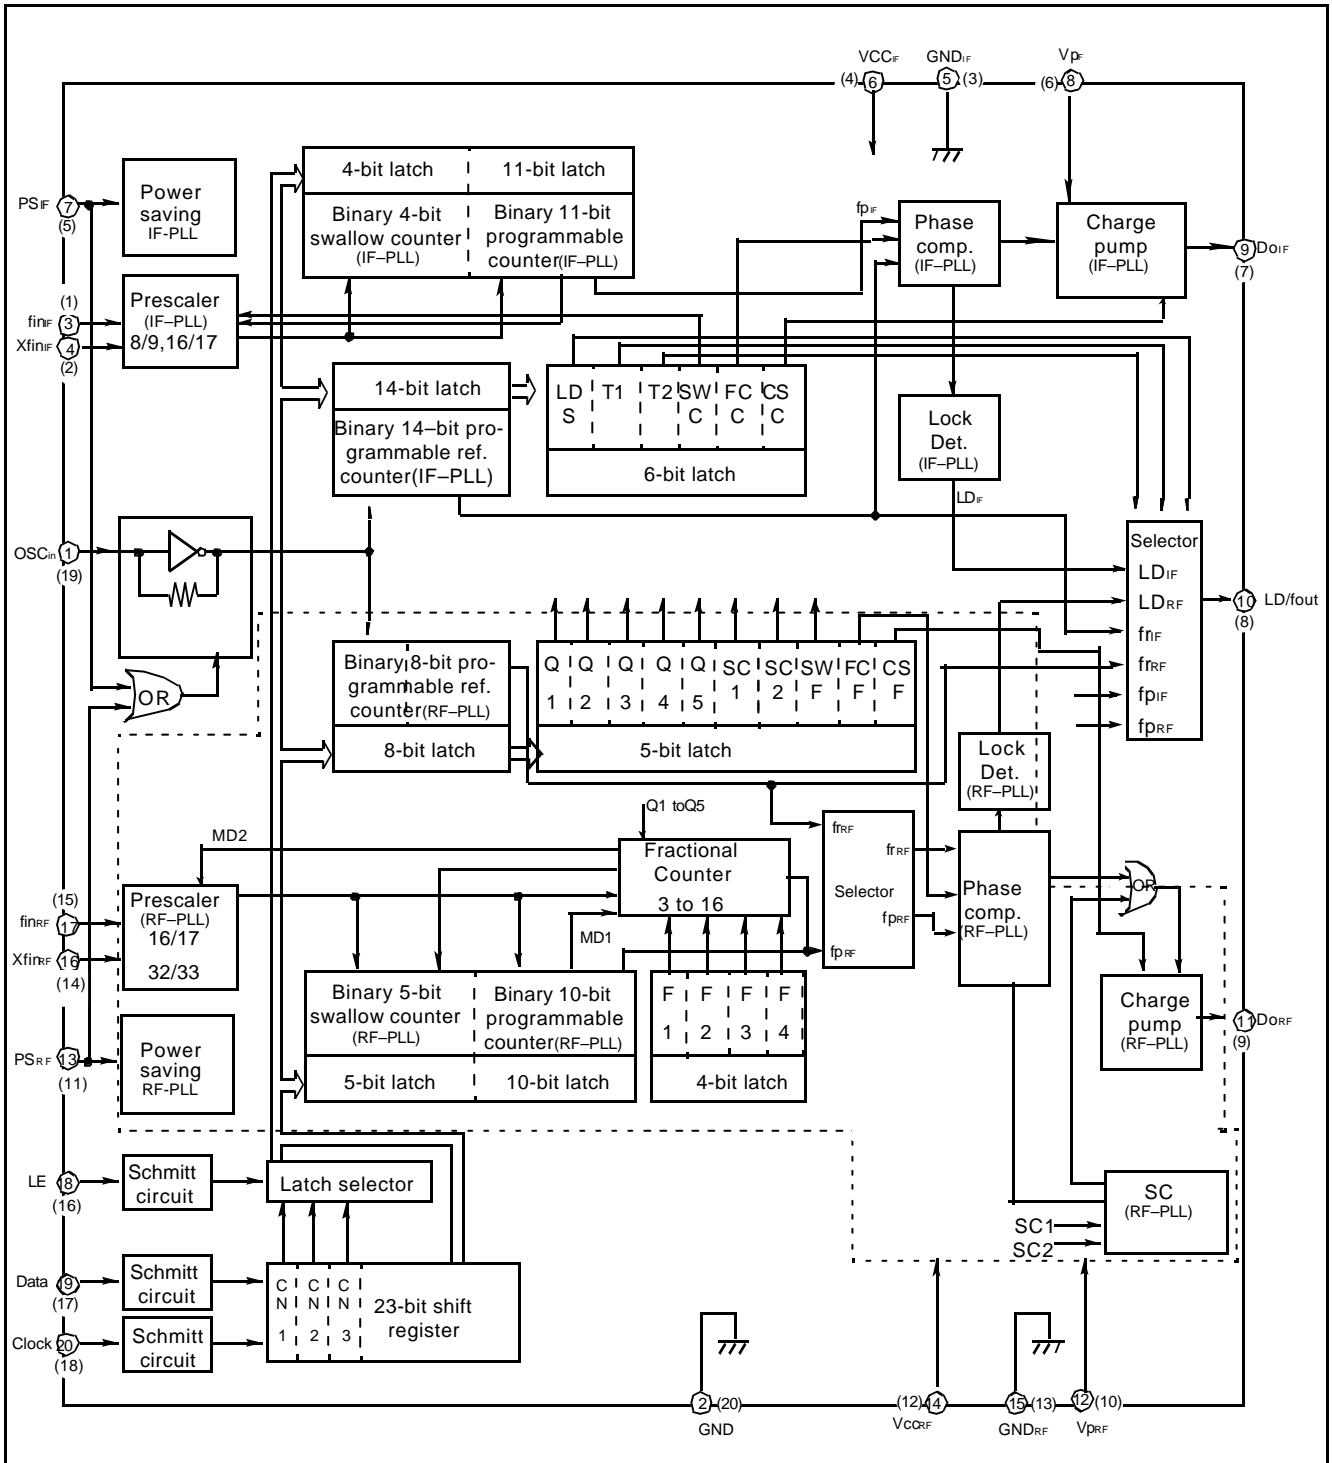 VCCIF
GNDIF
VpIF
(4) 6
5 (3)
(6) 8
PSIF 7
(5)
Power
saving
IF-PLL
4-bit latch
11-bit latch
Binary 4-bit
swallow counter
(IF-PLL)
Binary 11-bit
programmable
counter(IF-PLL)
fpIF
Phase
comp.
(IF-PLL)
Charge
pump
(IF-PLL)
9 DoIF
(7)
(1)
finIF 3
XfinIF 4
(2)
Prescaler
(IF–PLL)
8/9,16/17
14-bit latch
Binary 14–bit pro-
grammable ref.
counter(IF-PLL)
LD
S
T1
T2
SW
C
FC
C
CS
C
6-bit latch
Lock
Det.
(IF–PLL)
LDIF
OSCin 1
(19)
OR
Selector
LDIF
LDRF
frIF
frRF
fpIF
fpRF
10 LD/fout
(8)
Binary 8-bit pro-
grammable ref.
counter(RF–PLL)
8-bit latch
Q
1
Q
2
Q
3
Q
4
Q
5
SC
1
SC
2
SW
F
FC
F
CS
F
5-bit latch
Lock
Det.
(RF–PLL)
MD2
Q1 toQ5
Fractional
Counter
3 to 16
MD1
frRF
Selector
frRF
fpRF
fpRF
Phase
comp.
(RF–PLL)
OR
(15)
finRF 17
XfinRF 16
(14)
Prescaler
(RF–PLL)
16/17
32/33
Binary 5-bit
swallow counter
(RF–PLL)
Binary 10-bit
programmable
counter(RF–PLL)
5-bit latch
10-bit latch
F
1
F
2
F
3
F
4
4-bit latch
Charge
pump
(RF–PLL)
11 DoRF
(9)
PSRF 13
(11)
Power
saving
RF-PLL
LE 18
(16)
Schmitt
circuit
Latch selector
SC
(RF–PLL)
SC1
SC2
Data 19
(17)
Schmitt
circuit
Clock 20
(18)
Schmitt
circuit
CN
1
CN
2
CN
3
23-bit shift
register
2 (20)
GND
(12) 14
VccRF
15 (13)
GNDRF
12 (10)
VpRF